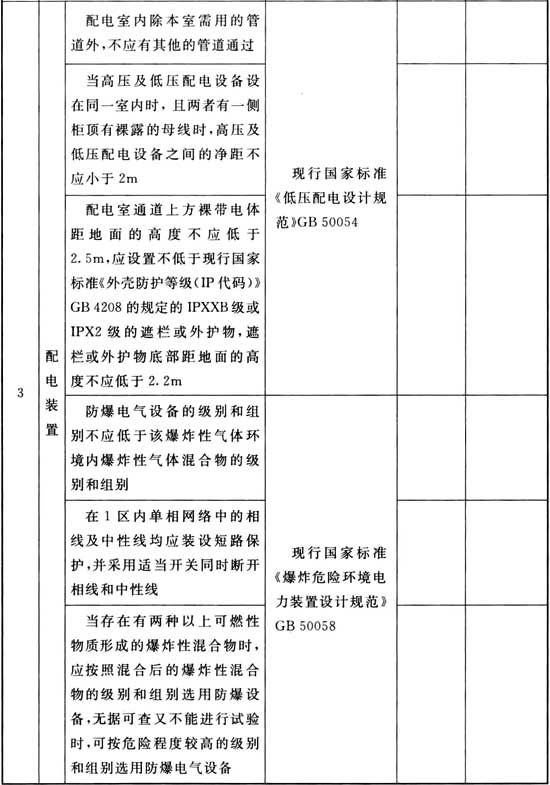 3
配
电
装
置
配电室内除本室需用的管
道外,不应有其他的管道通过
当高压及低压配电设备设
在同一室内时,且两者有一侧
柜顶有裸露的母线时,高压及
低压配电设备之间的净距不
应小于2m
配电室通道上方裸带电体
距地面的高度不应低于
2.5m,应设置不低于现行国家
标准《外壳防护等级(IP代码)》
GB 4208的规定的IPXXB级或
IPX2级的遮栏或外护物,遮
栏或外护物底部距地面的高
度不应低于2.2m
现行国家标准
《低压配电设计规
范》GB 50054
防爆电气设备的级别和组
别不应低于该爆炸性气体环
境内爆炸性气体混合物的级
别和组别
在1区内单相网络中的相
线及中性线均应装设短路保
护,并采用适当开关同时断开
相线和中性线
当存在有两种以上可燃性
物质形成的爆炸性混合物时,
应按照混合后的爆炸性混合
物的级别和组别选用防爆设
备,无据可查又不能进行试验
时,可按危险程度较高的级别
和组别选用防爆电气设备
现行国家标准
《爆炸危险环境电
力装置设计规范》
GB 50058